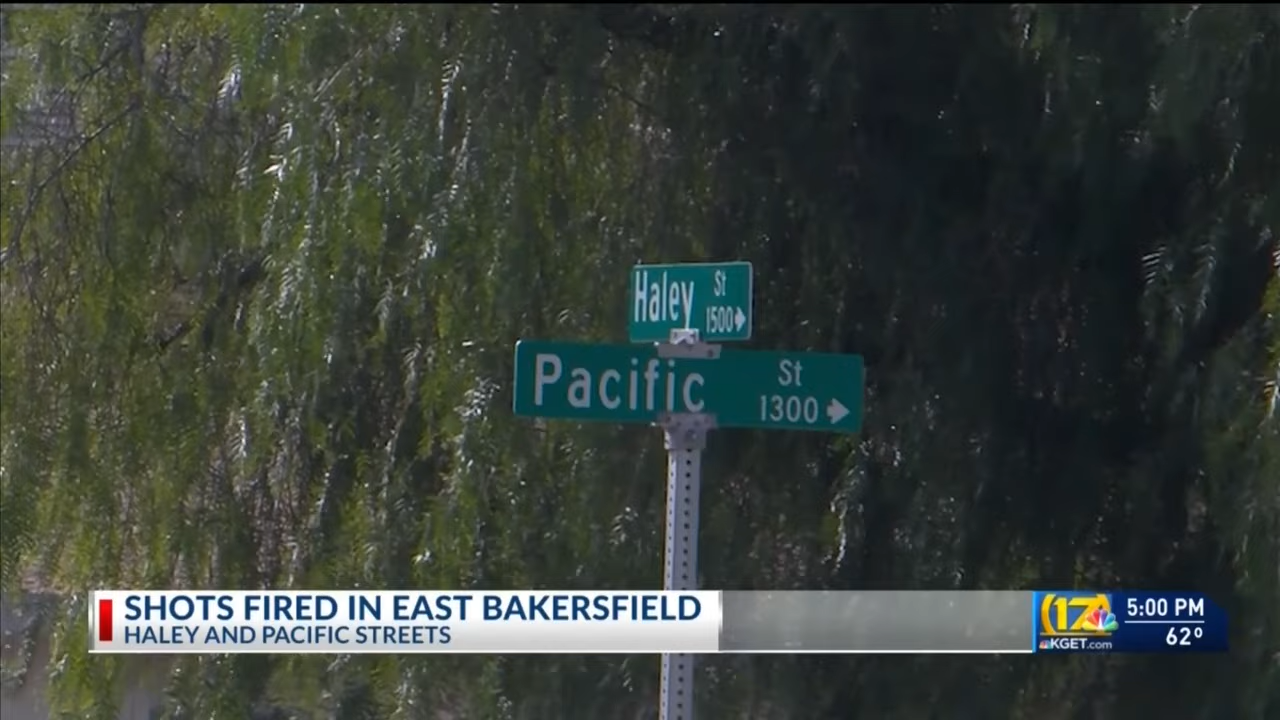 Haley St
1500
Pacific St
1300
SHOTS FIRED IN EAST BAKERSFIELD
HALEY AND PACIFIC STREETS
17
KGET.com
5:00 PM
62°